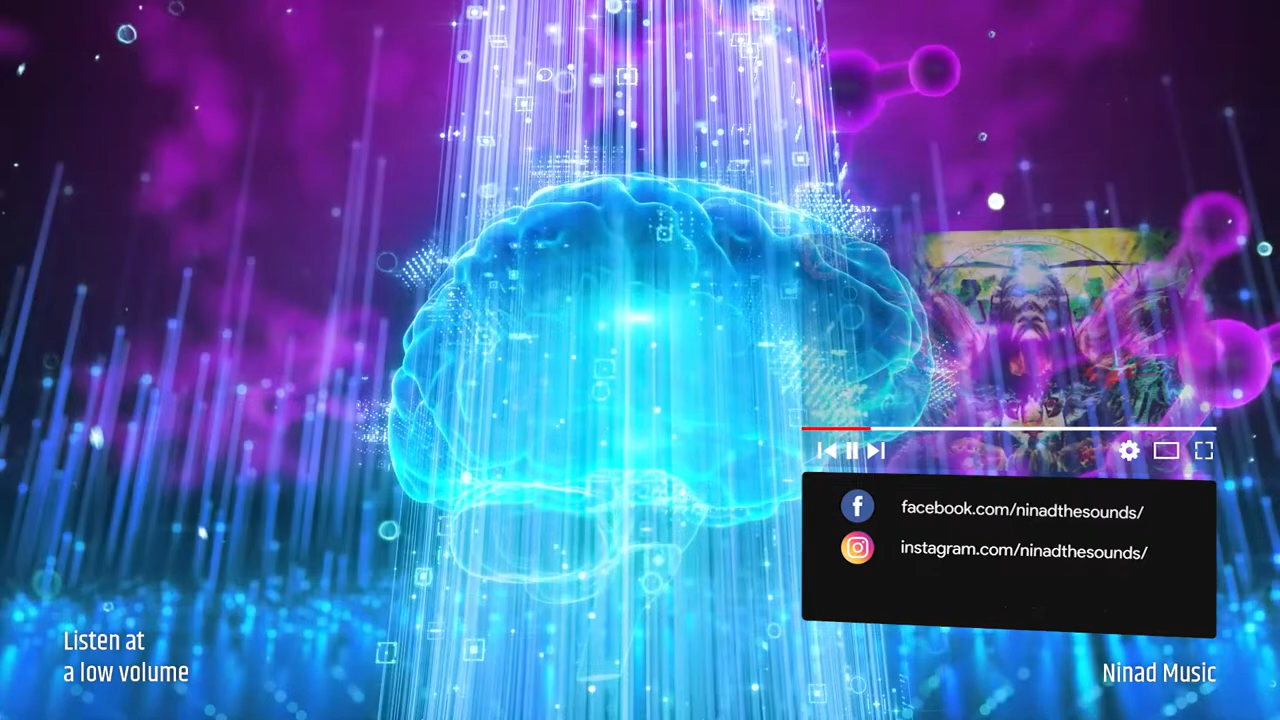 facebook.com/ninadthesounds/
instagram.com/ninadthesounds/
Listen at
a low volume
Ninad Music